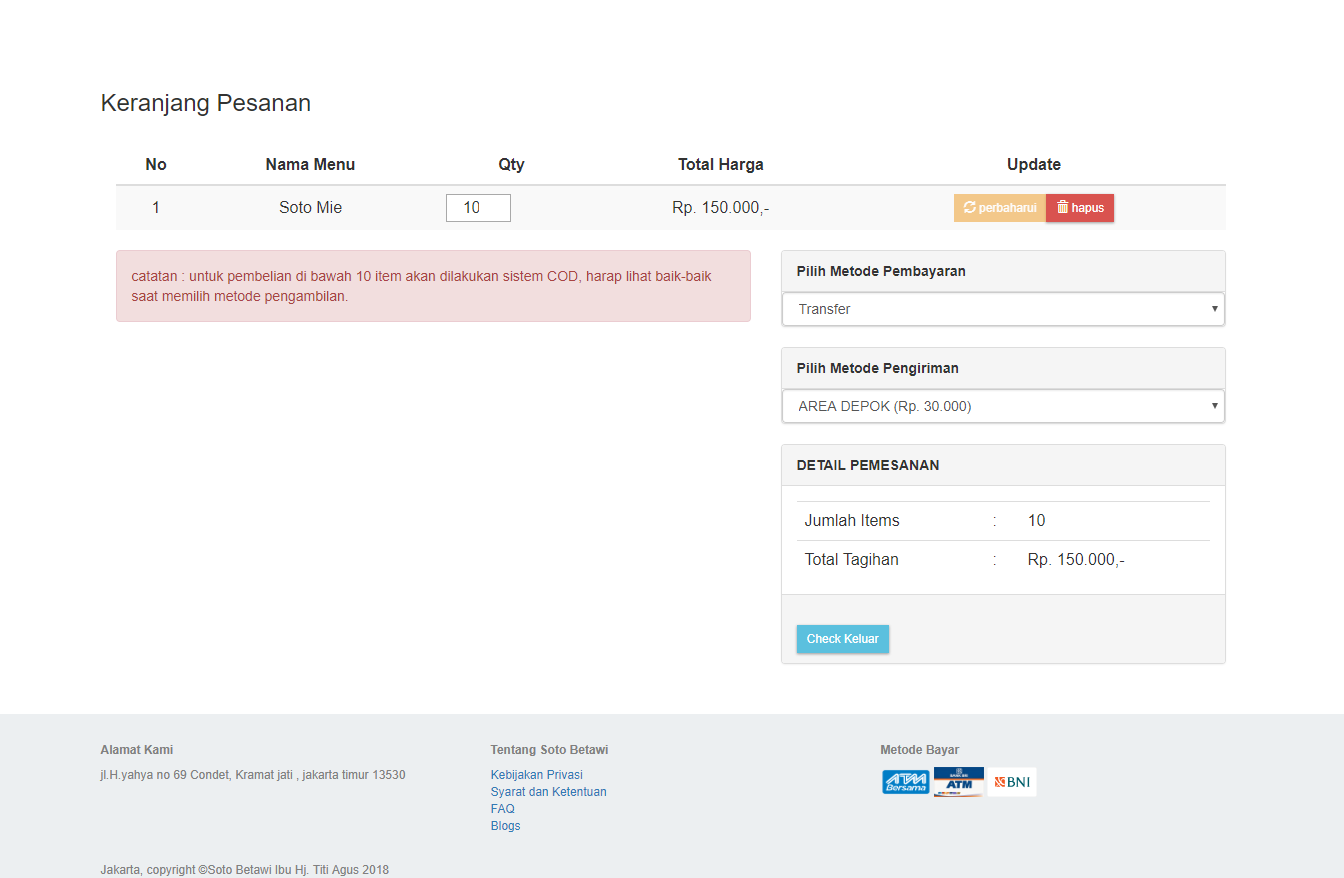 Keranjang Pesanan
No Nama Menu Qty Total Harga Update
1 Soto Mie 10 Rp. 150.000,- perbaharui hapus
catatan : untuk pembelian di bawah 10 item akan dilakukan sistem COD, harap lihat baik-baik
saat memilih metode pengambilan.
Pilih Metode Pembayaran
Transfer
Pilih Metode Pengiriman
AREA DEPOK (Rp. 30.000)
DETAIL PEMESANAN
Jumlah Items : 10
Total Tagihan : Rp. 150.000,-
Check Keluar
Alamat Kami
jl.H.yahya no 69 Condet, Kramat jati , jakarta timur 13530
Tentang Soto Betawi
Kebijakan Privasi
Syarat dan Ketentuan
FAQ
Blogs
Metode Bayar
ATM Bersama
ATM
BNI
Jakarta, copyright ©Soto Betawi Ibu Hj. Titi Agus 2018